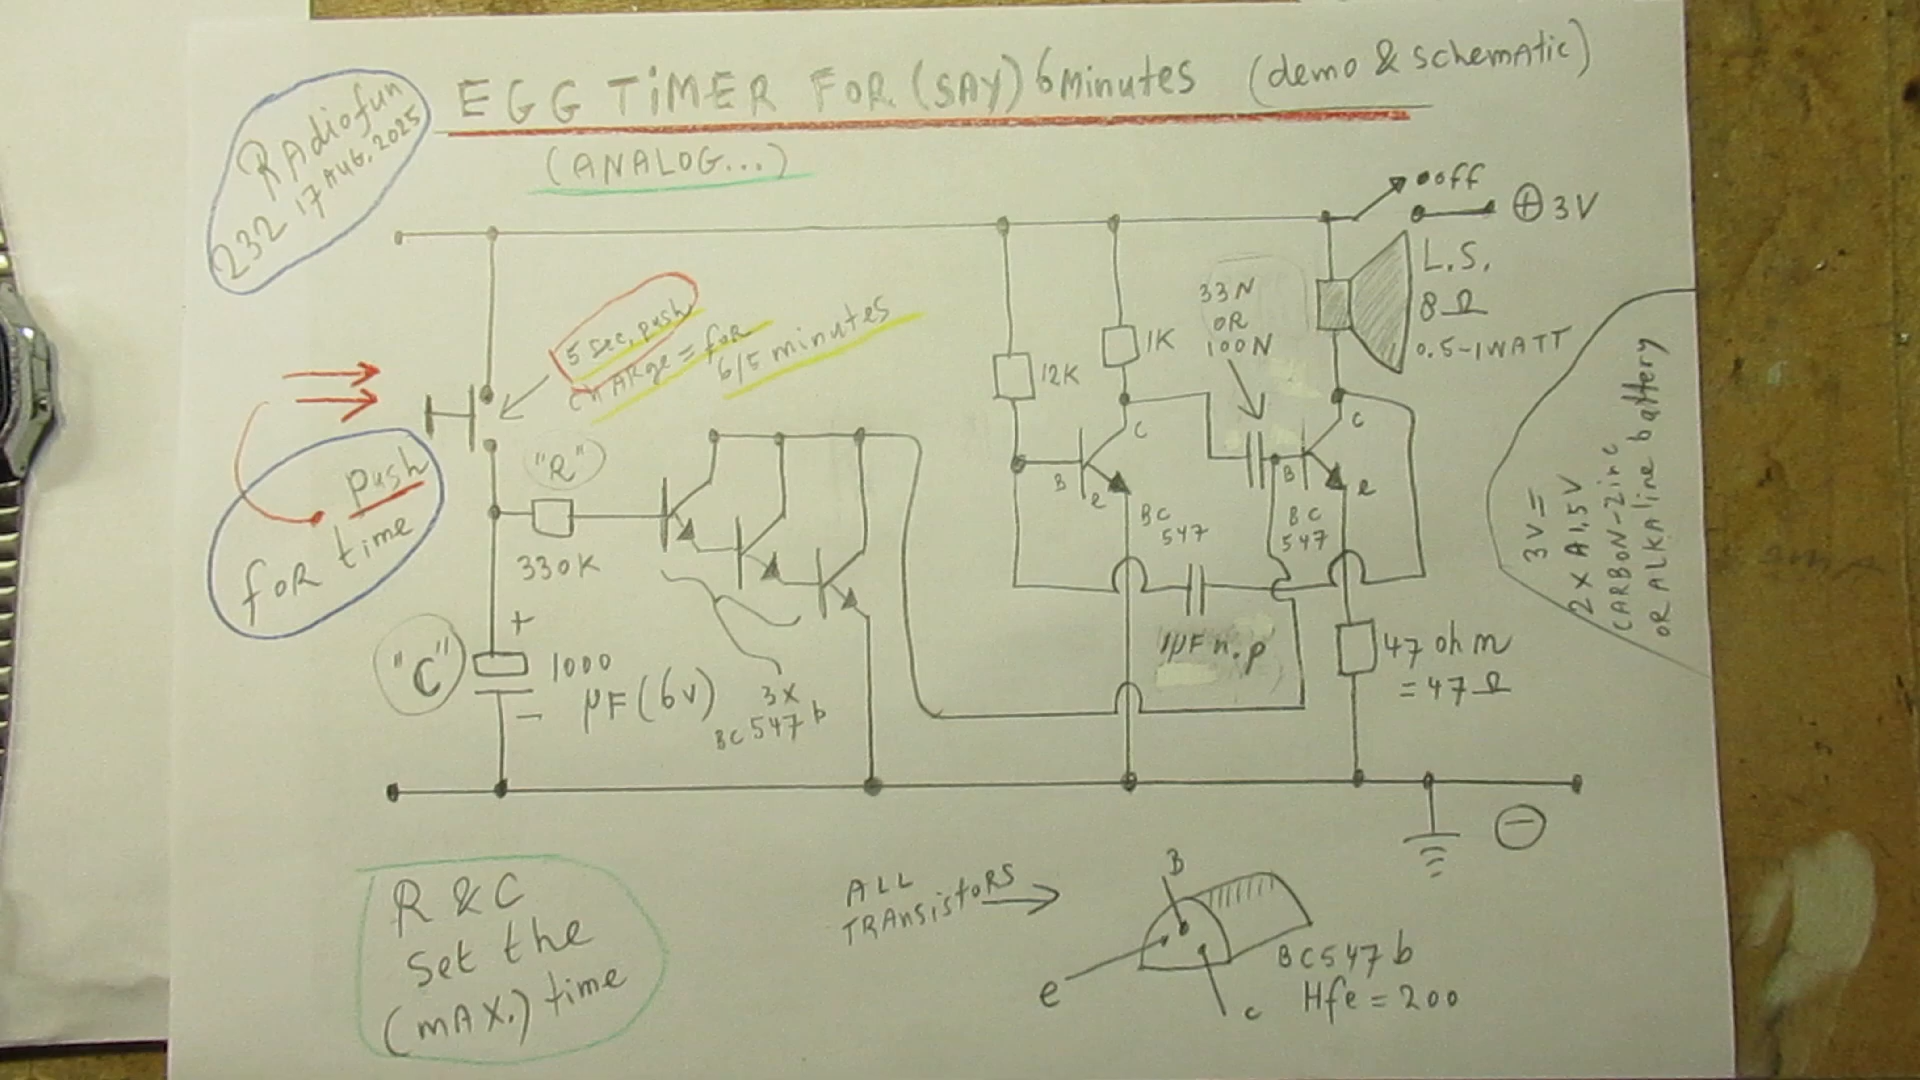 EGG TiMER FOR (SAY) 6 minutes (demo & schematic)
(ANALOG...)
RAdiofun
232 17 AUG, 2025
off
+ 3V
L.S.
8 Ω
0.5-1WATT
33N
OR
100N
1K
12K
5 sec, push
CHARge = foR
6/5 minutes
"R"
330K
push
foR time
"C"
+
1000
µF (6v)
-
3x
BC547b
B
C
e
BC
547
B
C
e
BC
547
1µF n.p
47 ohm
= 47 Ω
3V =
2 x A 1,5V
CARBON-Zinc
OR ALKAline battery
-
R & C
Set the
(mAX.) time
ALL
TRAnsistoRS
B
e
c
BC547b
Hfe = 200